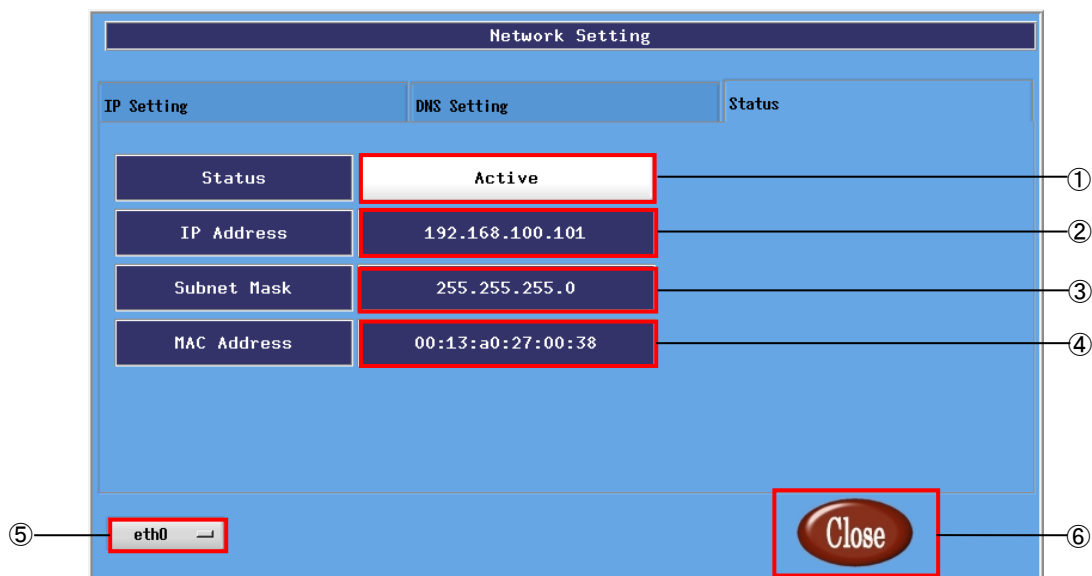 Network Setting
IP Setting DNS Setting Status
Status Active ①
IP Address 192.168.100.101 ②
Subnet Mask 255.255.255.0 ③
MAC Address 00:13:a0:27:00:38 ④
⑤ eth0 Close ⑥